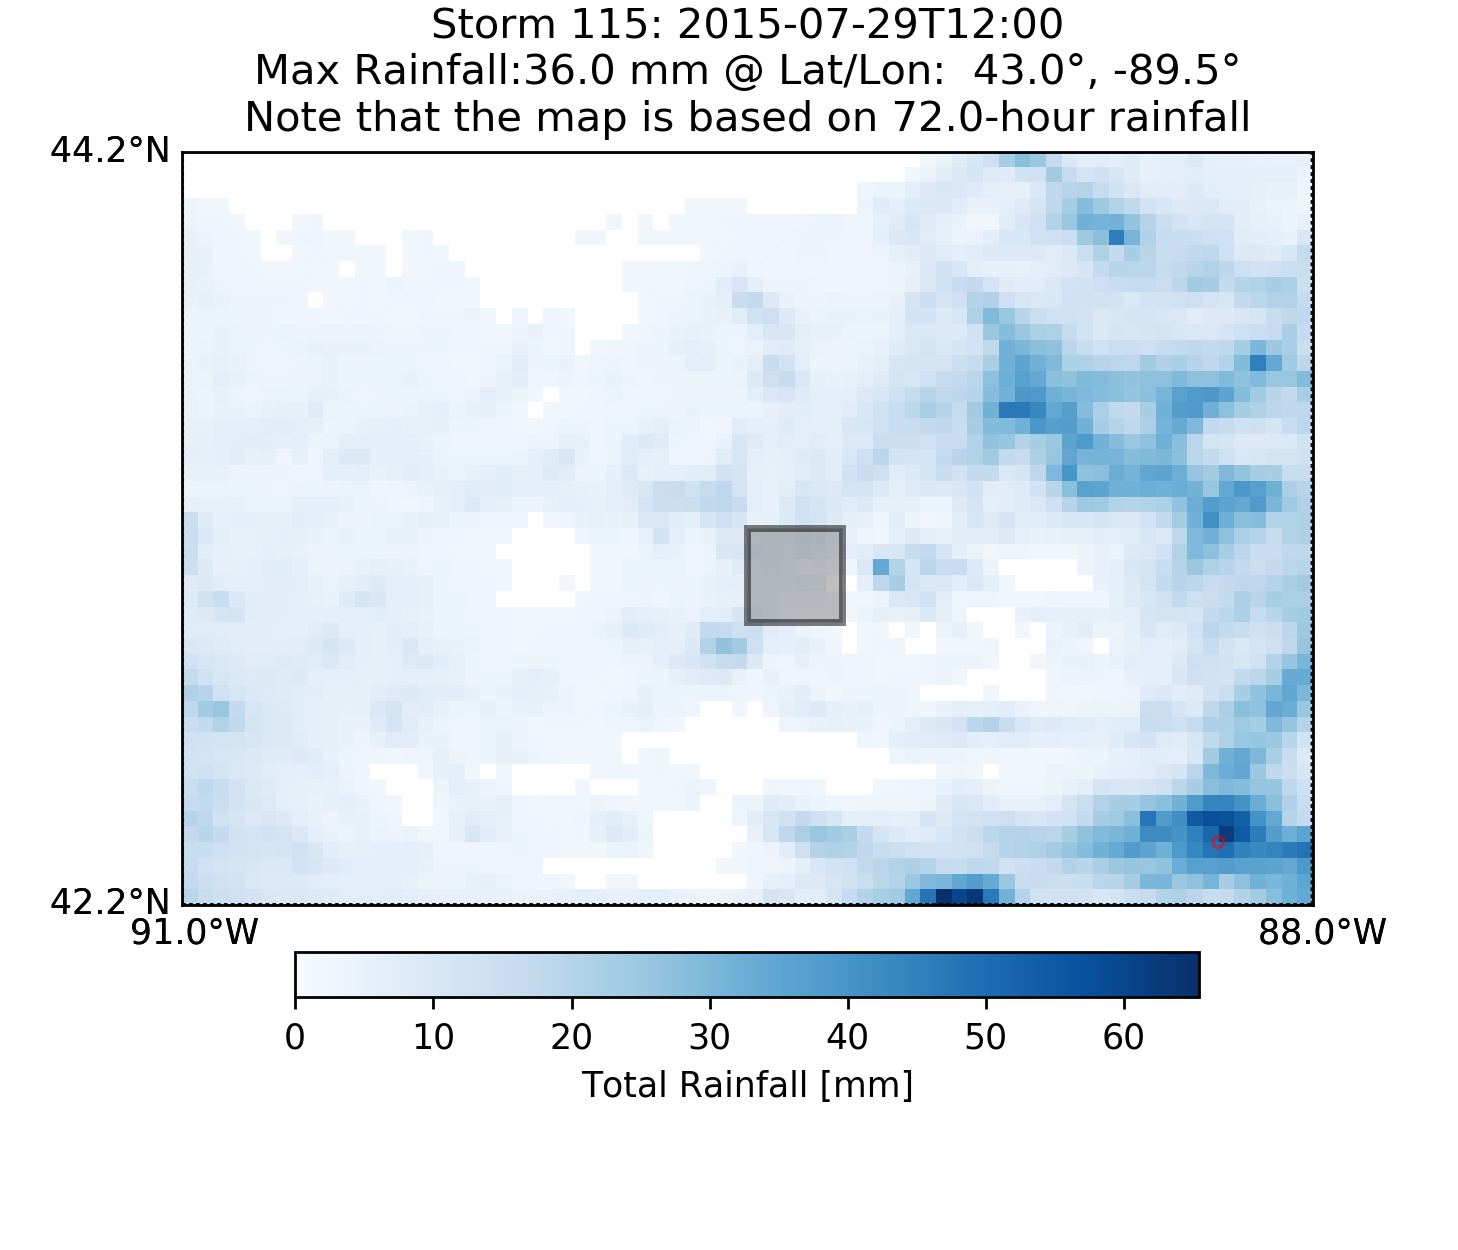 Storm 115: 2015-07-29T12:00
Max Rainfall:36.0 mm @ Lat/Lon:  43.0°, -89.5°
Note that the map is based on 72.0-hour rainfall
44.2°N
42.2°N
91.0°W
88.0°W
0 10 20 30 40 50 60
Total Rainfall [mm]